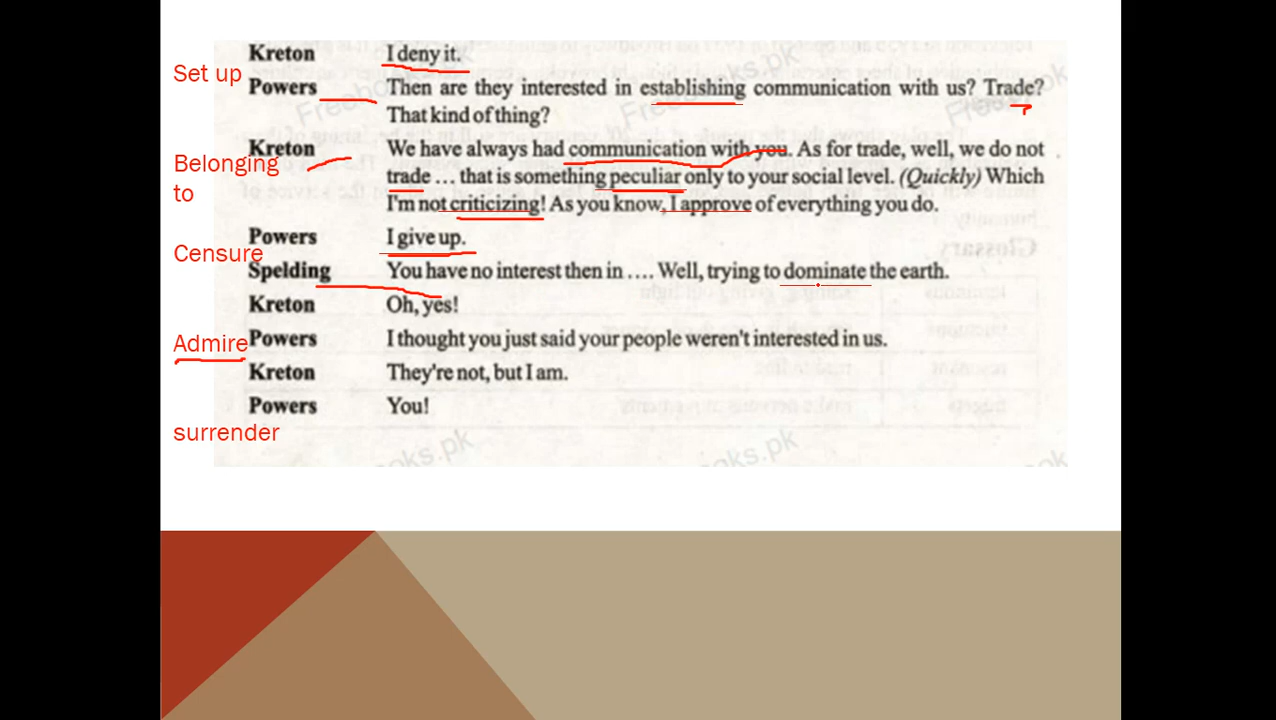 Kreton I deny it.
Set up
Powers Then are they interested in establishing communication with us? Trade?
That kind of thing?
Kreton We have always had communication with you. As for trade, well, we do not
Belonging
to
trade ... that is something peculiar only to your social level. (Quickly) Which
I'm not criticizing! As you know, I approve of everything you do.
Powers I give up.
Censure
Spelding You have no interest then in .... Well, trying to dominate the earth.
Kreton Oh, yes!
Admire
Powers I thought you just said your people weren't interested in us.
Kreton They're not, but I am.
Powers You!
surrender